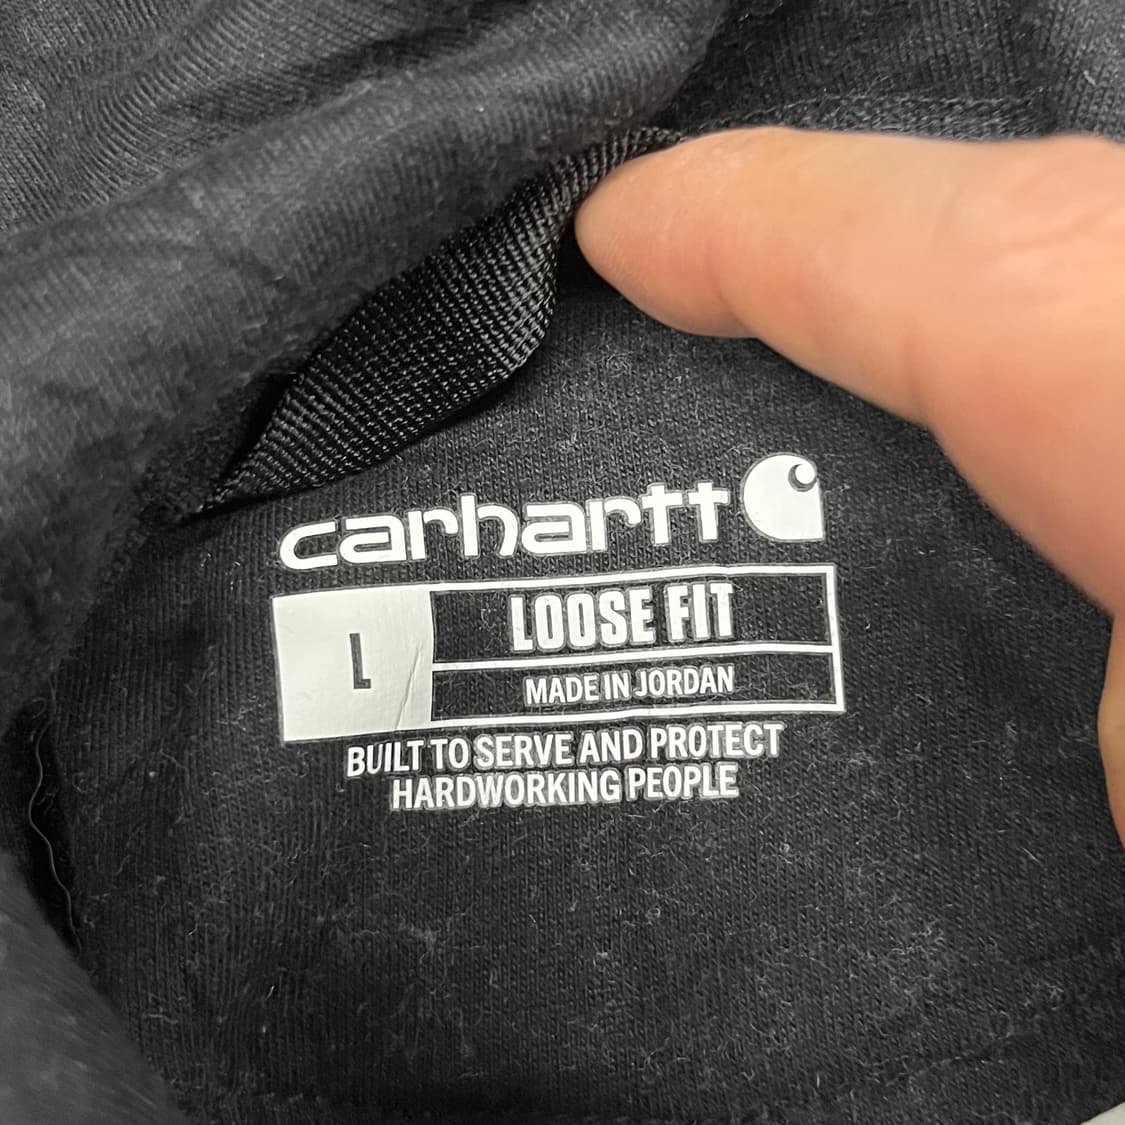 carhartt
L
LOOSE FIT
MADE IN JORDAN
BUILT TO SERVE AND PROTECT
HARDWORKING PEOPLE